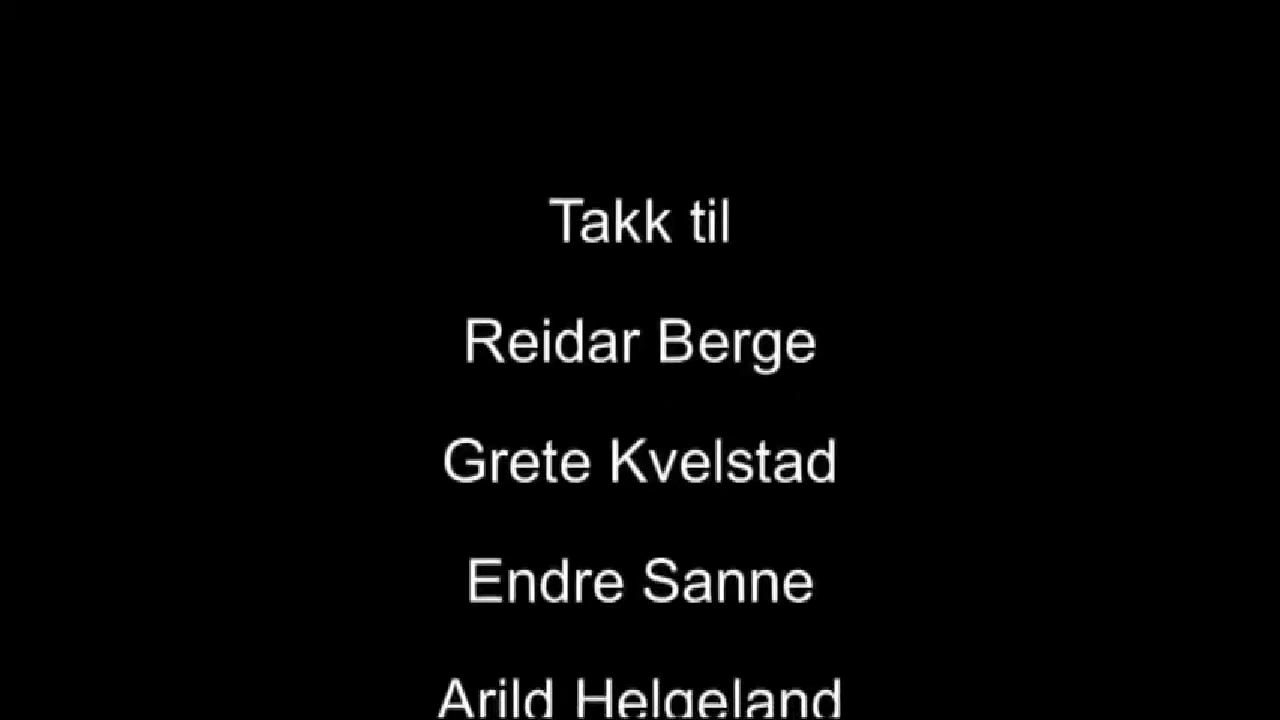 Takk til
Reidar Berge
Grete Kvelstad
Endre Sanne
Arild Helgeland